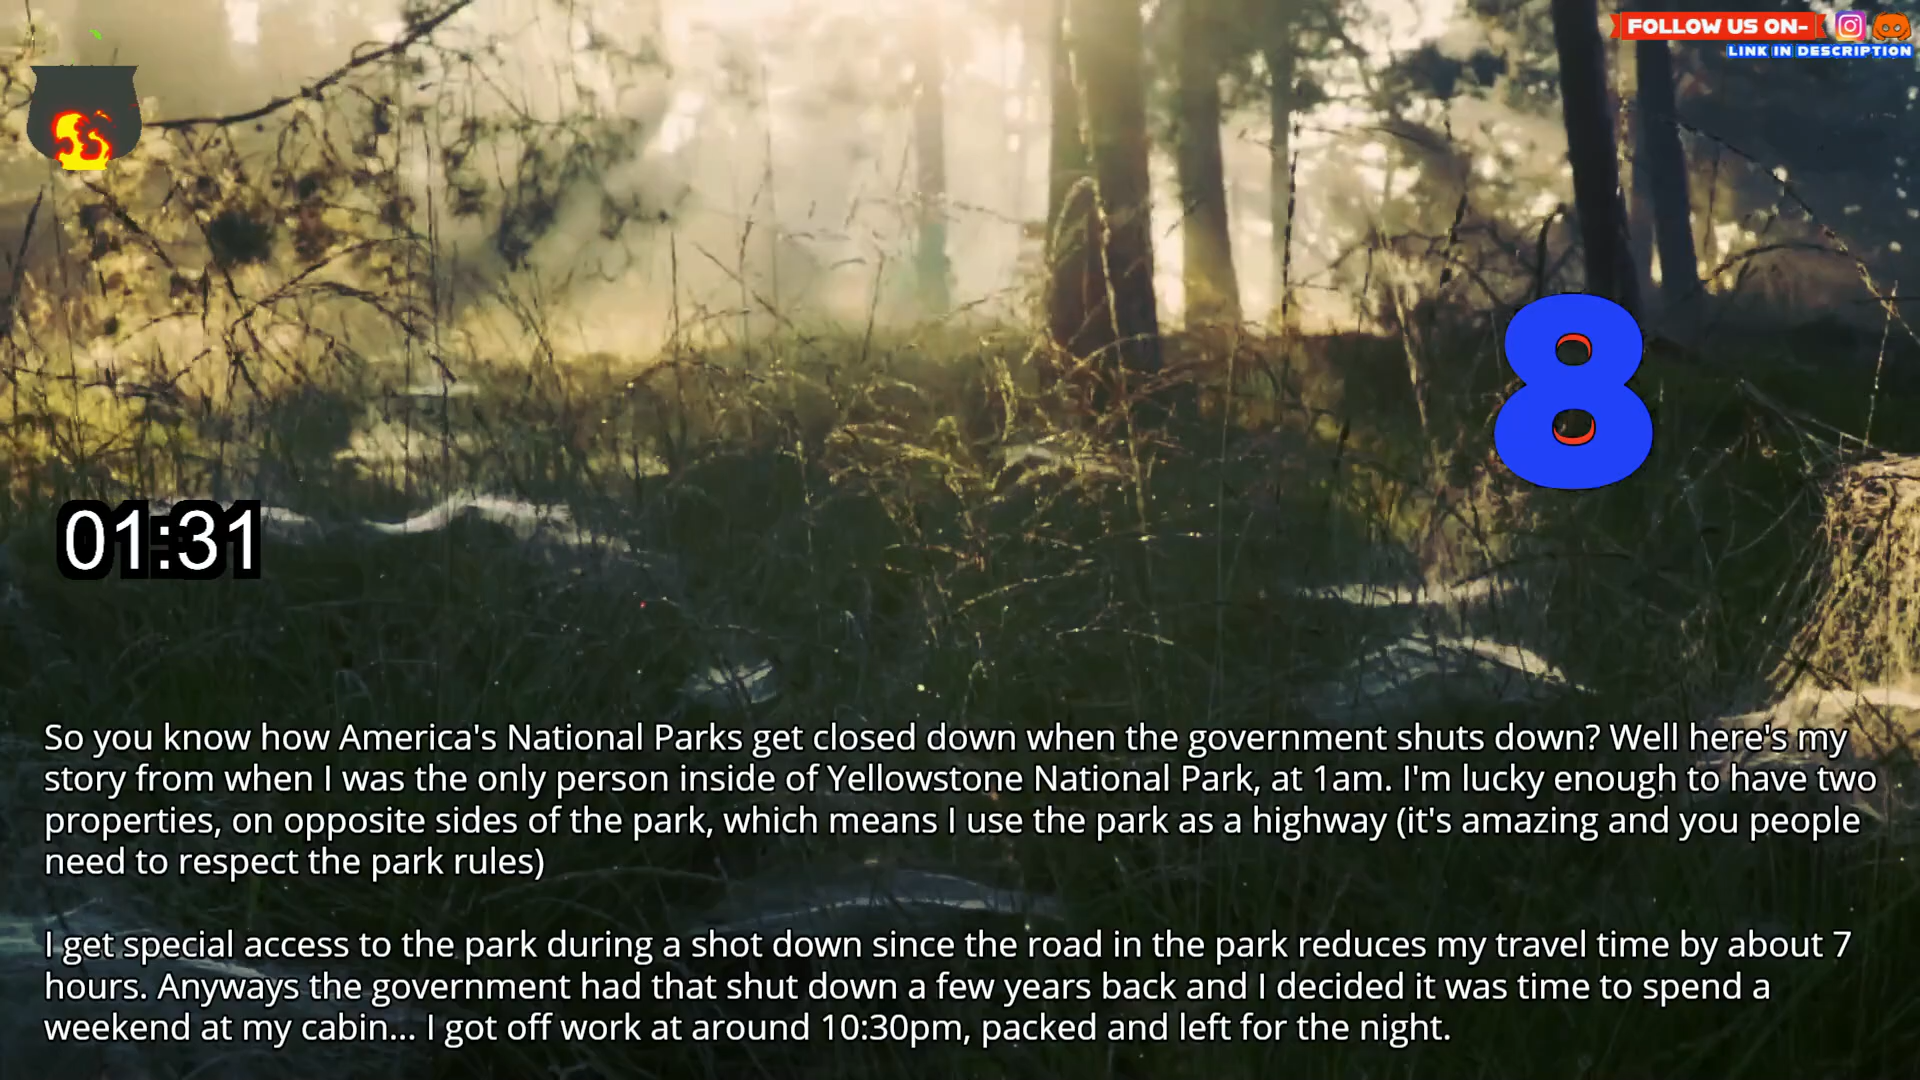 FOLLOW US ON-
LINK IN DESCRIPTION
8
01:31
So you know how America's National Parks get closed down when the government shuts down? Well here's my
story from when I was the only person inside of Yellowstone National Park, at 1am. I'm lucky enough to have two
properties, on opposite sides of the park, which means I use the park as a highway (it's amazing and you people
need to respect the park rules)
I get special access to the park during a shot down since the road in the park reduces my travel time by about 7
hours. Anyways the government had that shut down a few years back and I decided it was time to spend a
weekend at my cabin... I got off work at around 10:30pm, packed and left for the night.